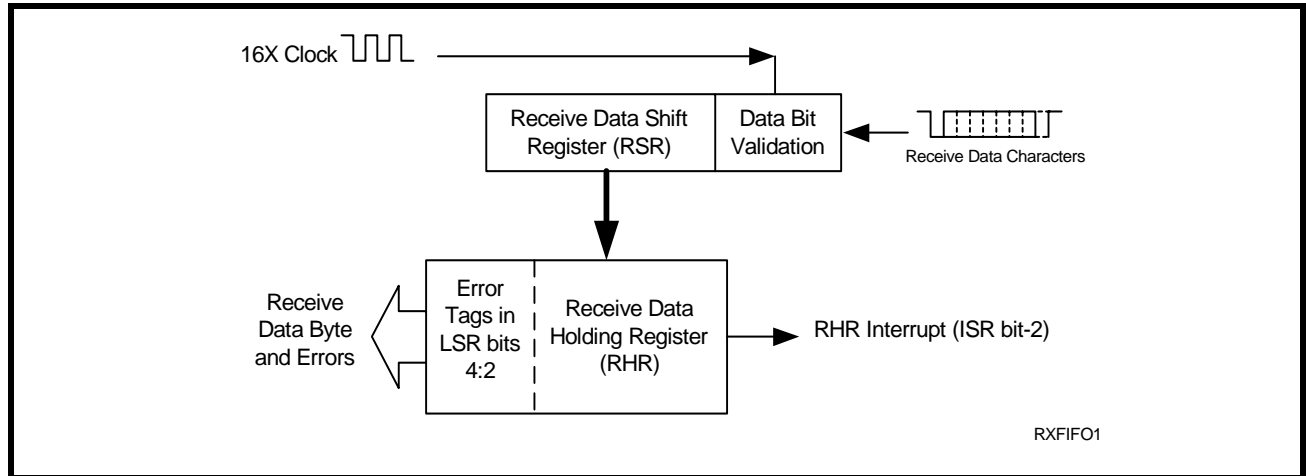 16X Clock
Receive Data Shift
Register (RSR)
Data Bit
Validation
Receive Data Characters
Receive
Data Byte
and Errors
Error
Tags in
LSR bits
4:2
Receive Data
Holding Register
(RHR)
RHR Interrupt (ISR bit-2)
RXFIFO1